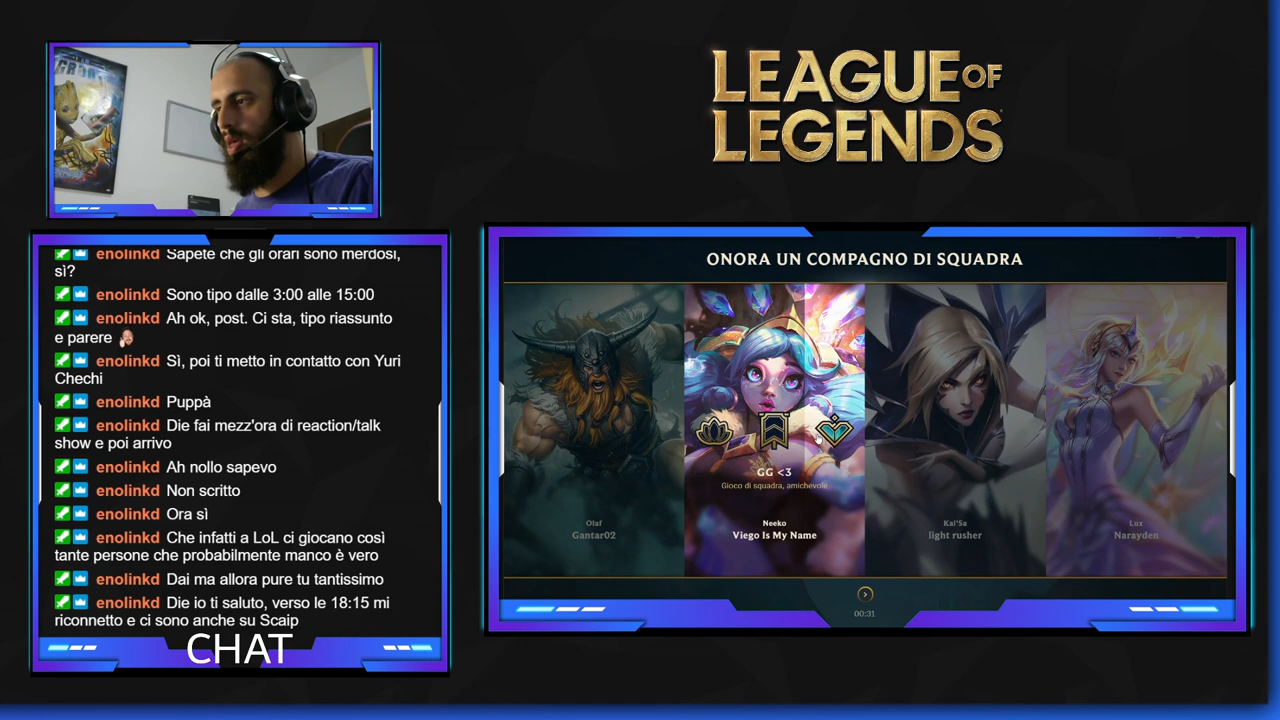 GROOT
LEAGUE OF
LEGENDS
enolinkd Sapete che gli orari sono merdosi,
sì?
enolinkd Sono tipo dalle 3:00 alle 15:00
enolinkd Ah ok, post. Ci sta, tipo riassunto
e parere
enolinkd Sì, poi ti metto in contatto con Yuri
Chechi
enolinkd Puppà
enolinkd Die fai mezz'ora di reaction/talk
show e poi arrivo
enolinkd Ah nollo sapevo
enolinkd Non scritto
enolinkd Ora sì
enolinkd Che infatti a LoL ci giocano così
tante persone che probabilmente manco è vero
enolinkd Dai ma allora pure tu tantissimo
enolinkd Die io ti saluto, verso le 18:15 mi
riconnetto e ci sono anche su Scaip
CHAT
ONORA UN COMPAGNO DI SQUADRA
GG <3
Gioco di squadra, amichevole
Olaf
Gantar02
Neeko
Viego Is My Name
Kai'Sa
light rusher
Lux
Narayden
00:31